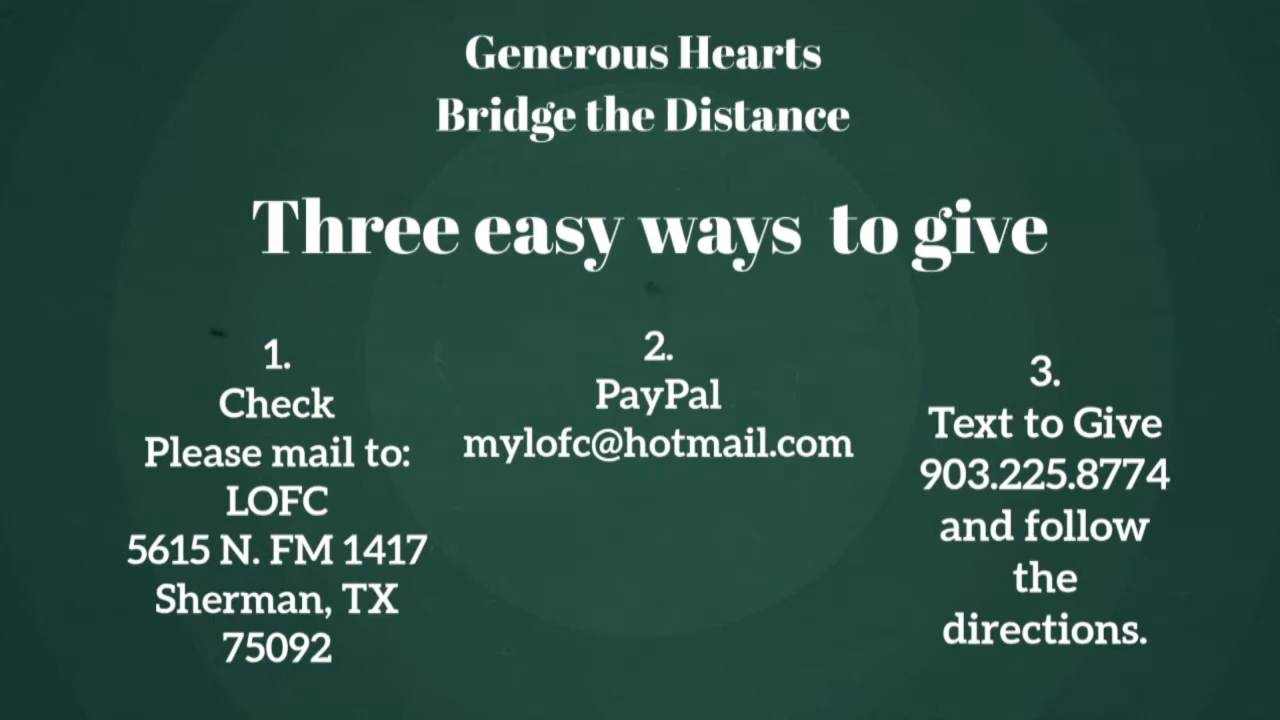 Generous Hearts
Bridge the Distance
Three easy ways to give
1.
Check
Please mail to:
LOFC
5615 N. FM 1417
Sherman, TX
75092
2.
PayPal
mylofc@hotmail.com
3.
Text to Give
903.225.8774
and follow
the
directions.